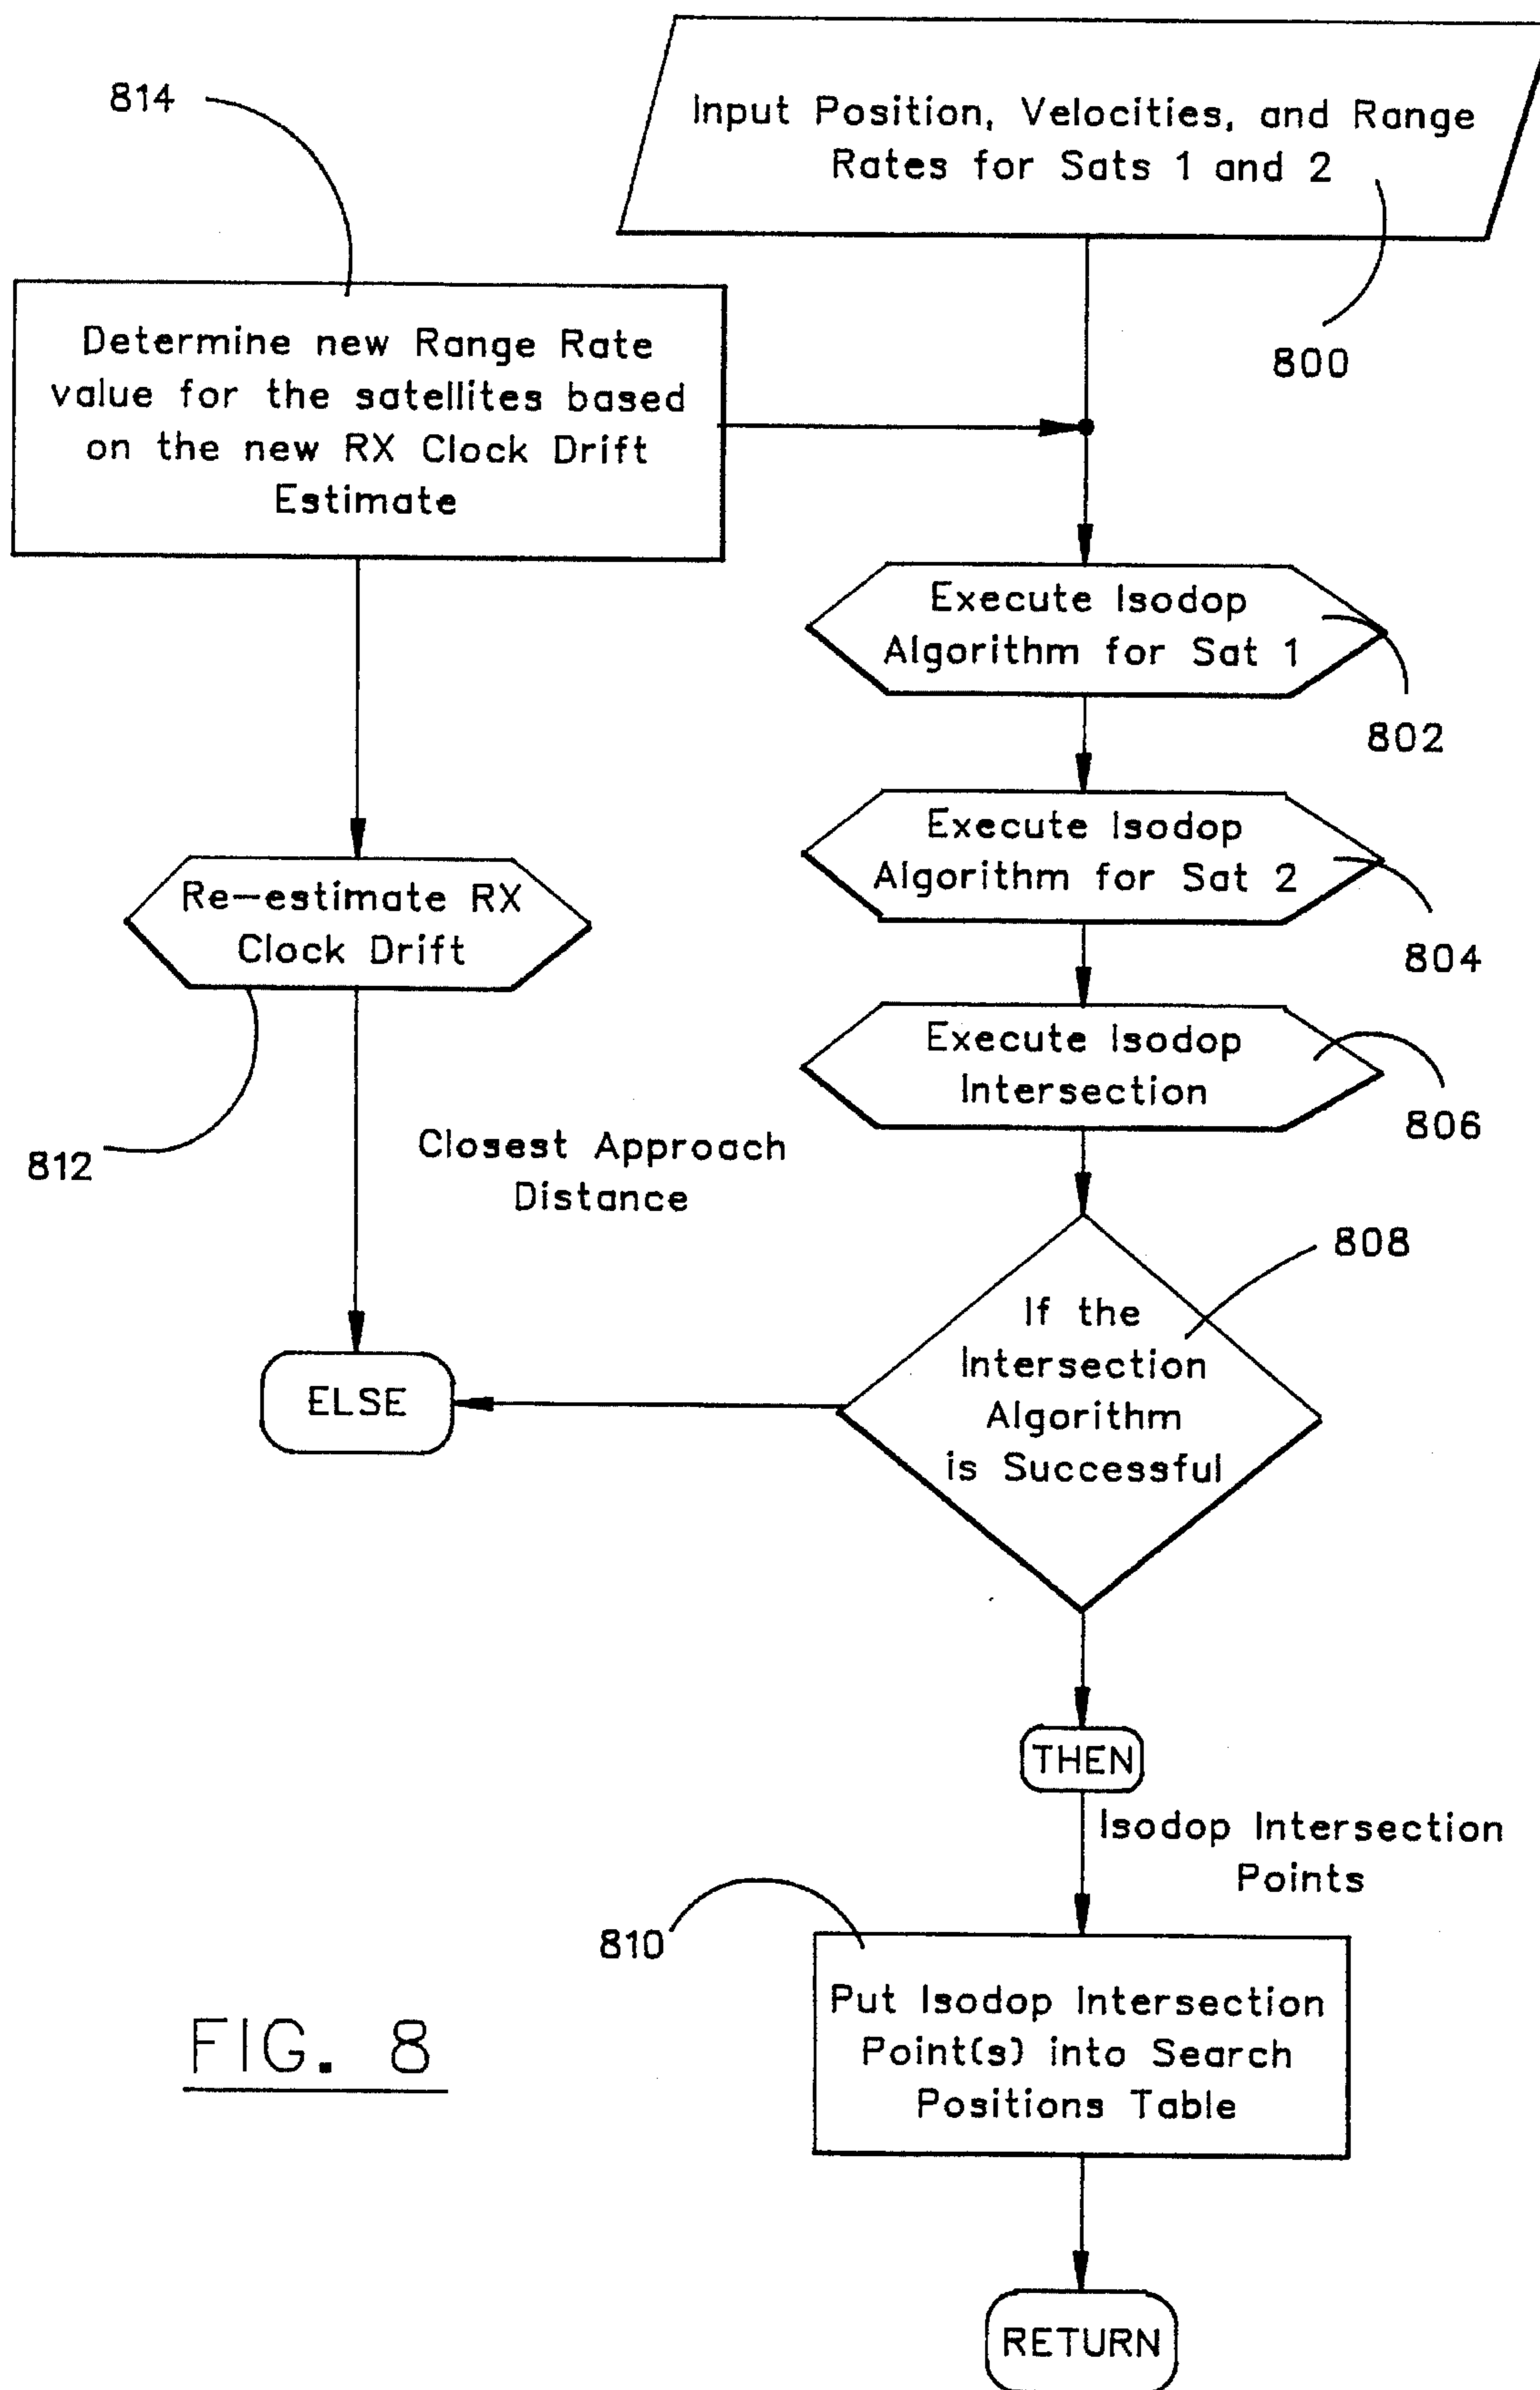 814
Input Position, Velocities, and Range
Rates for Sats 1 and 2
800
Determine new Range Rate
value for the satellites based
on the new RX Clock Drift
Estimate
Execute Isodop
Algorithm for Sat 1
802
Execute Isodop
Algorithm for Sat 2
804
Re-estimate RX
Clock Drift
812
Execute Isodop
Intersection
806
Closest Approach
Distance
808
If the
Intersection
Algorithm
is Successful
ELSE
THEN
Isodop Intersection
Points
810
Put Isodop Intersection
Point(s) into Search
Positions Table
FIG. 8
RETURN